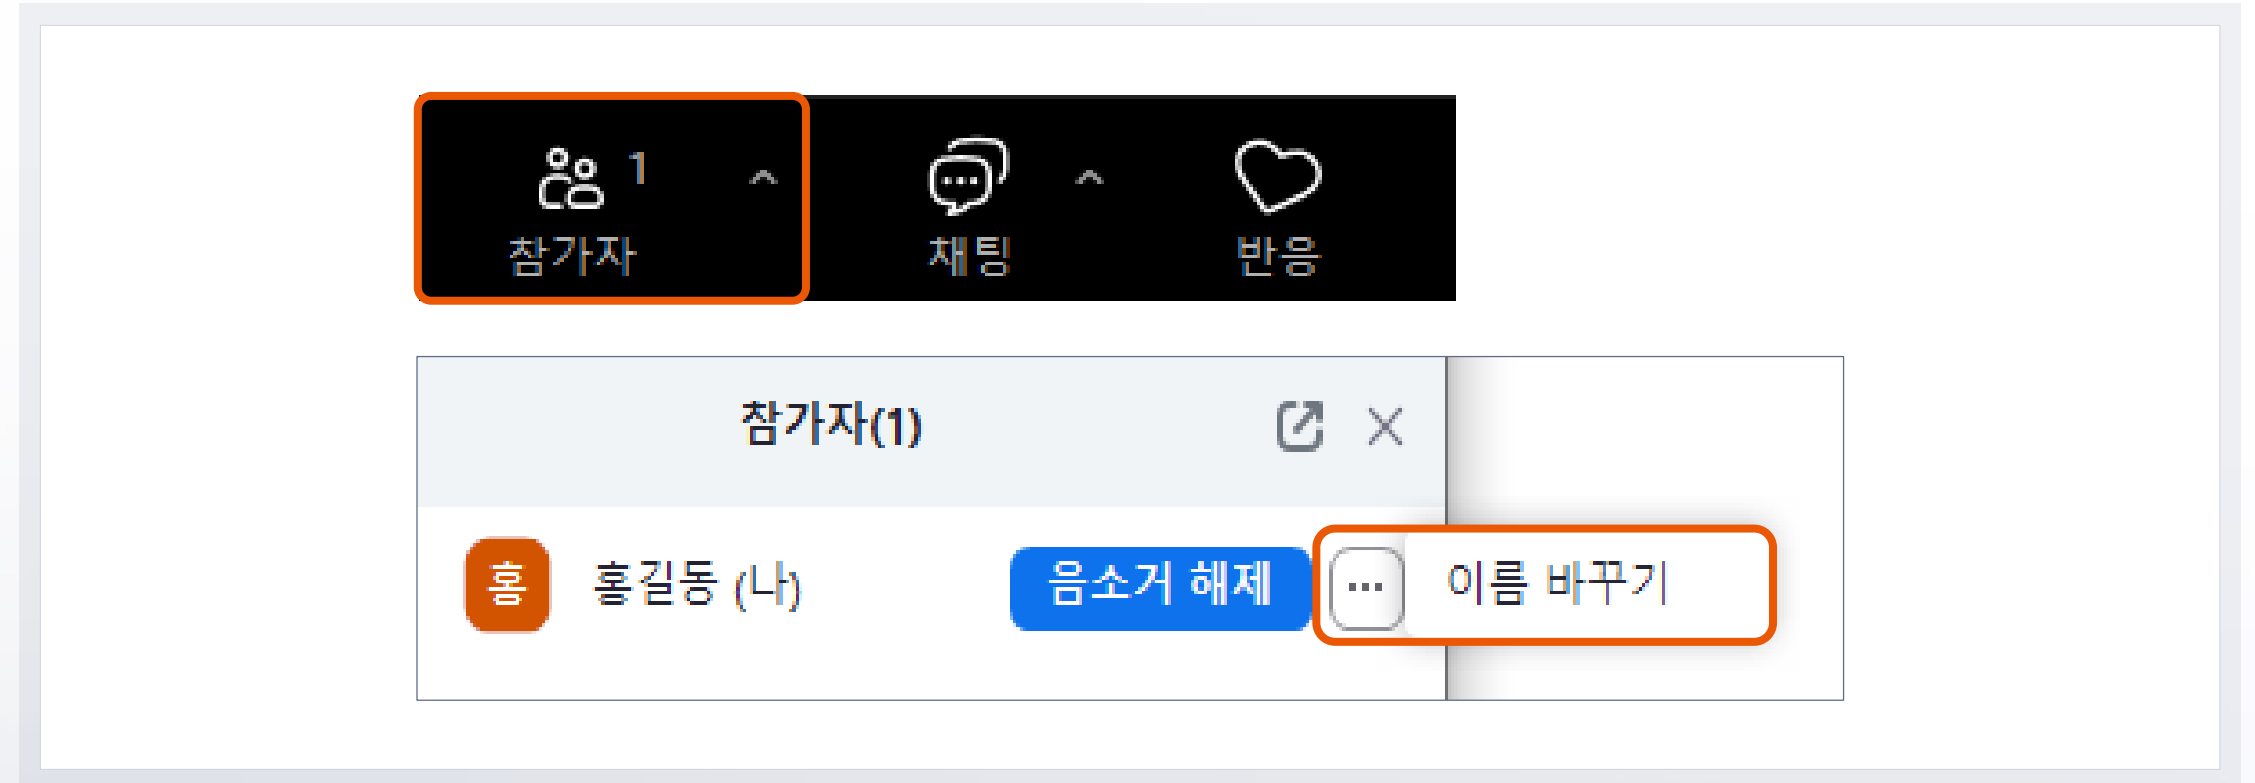 1
참가자 채팅 반응
참가자(1)
홍 홍길동 (나) 음소거 해제 ... 이름 바꾸기